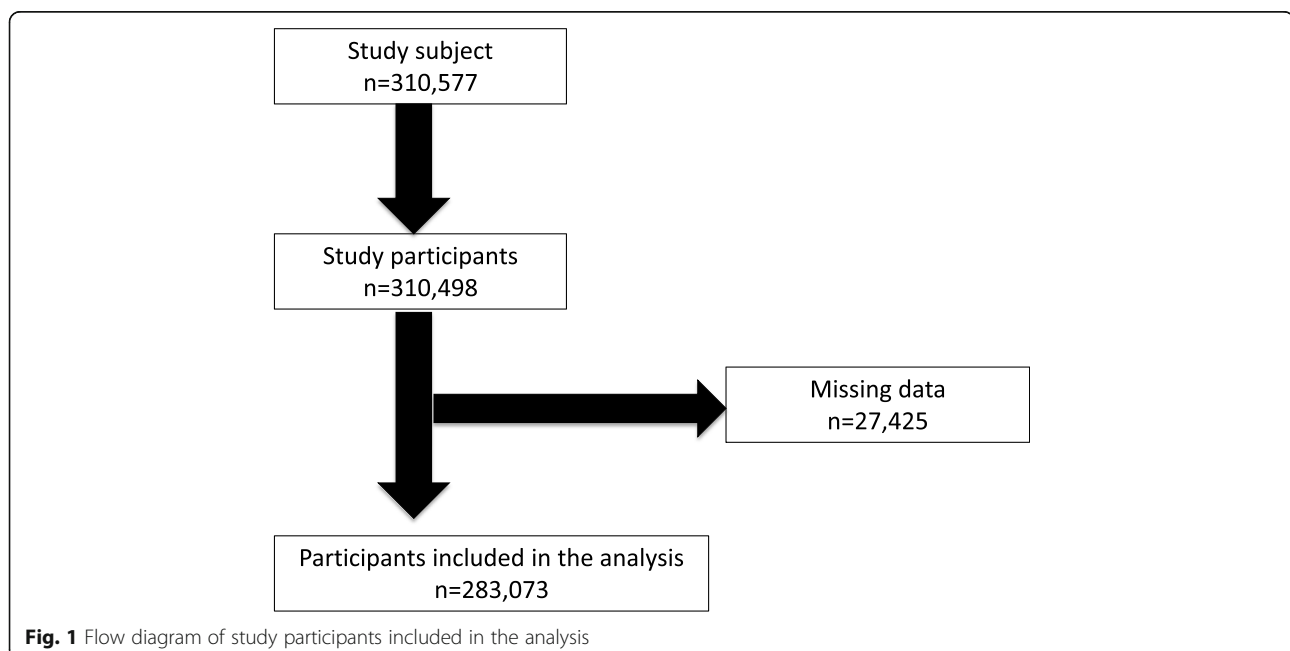 Study subject
n=310,577
Study participants
n=310,498
Missing data
n=27,425
Participants included in the analysis
n=283,073
Fig. 1 Flow diagram of study participants included in the analysis